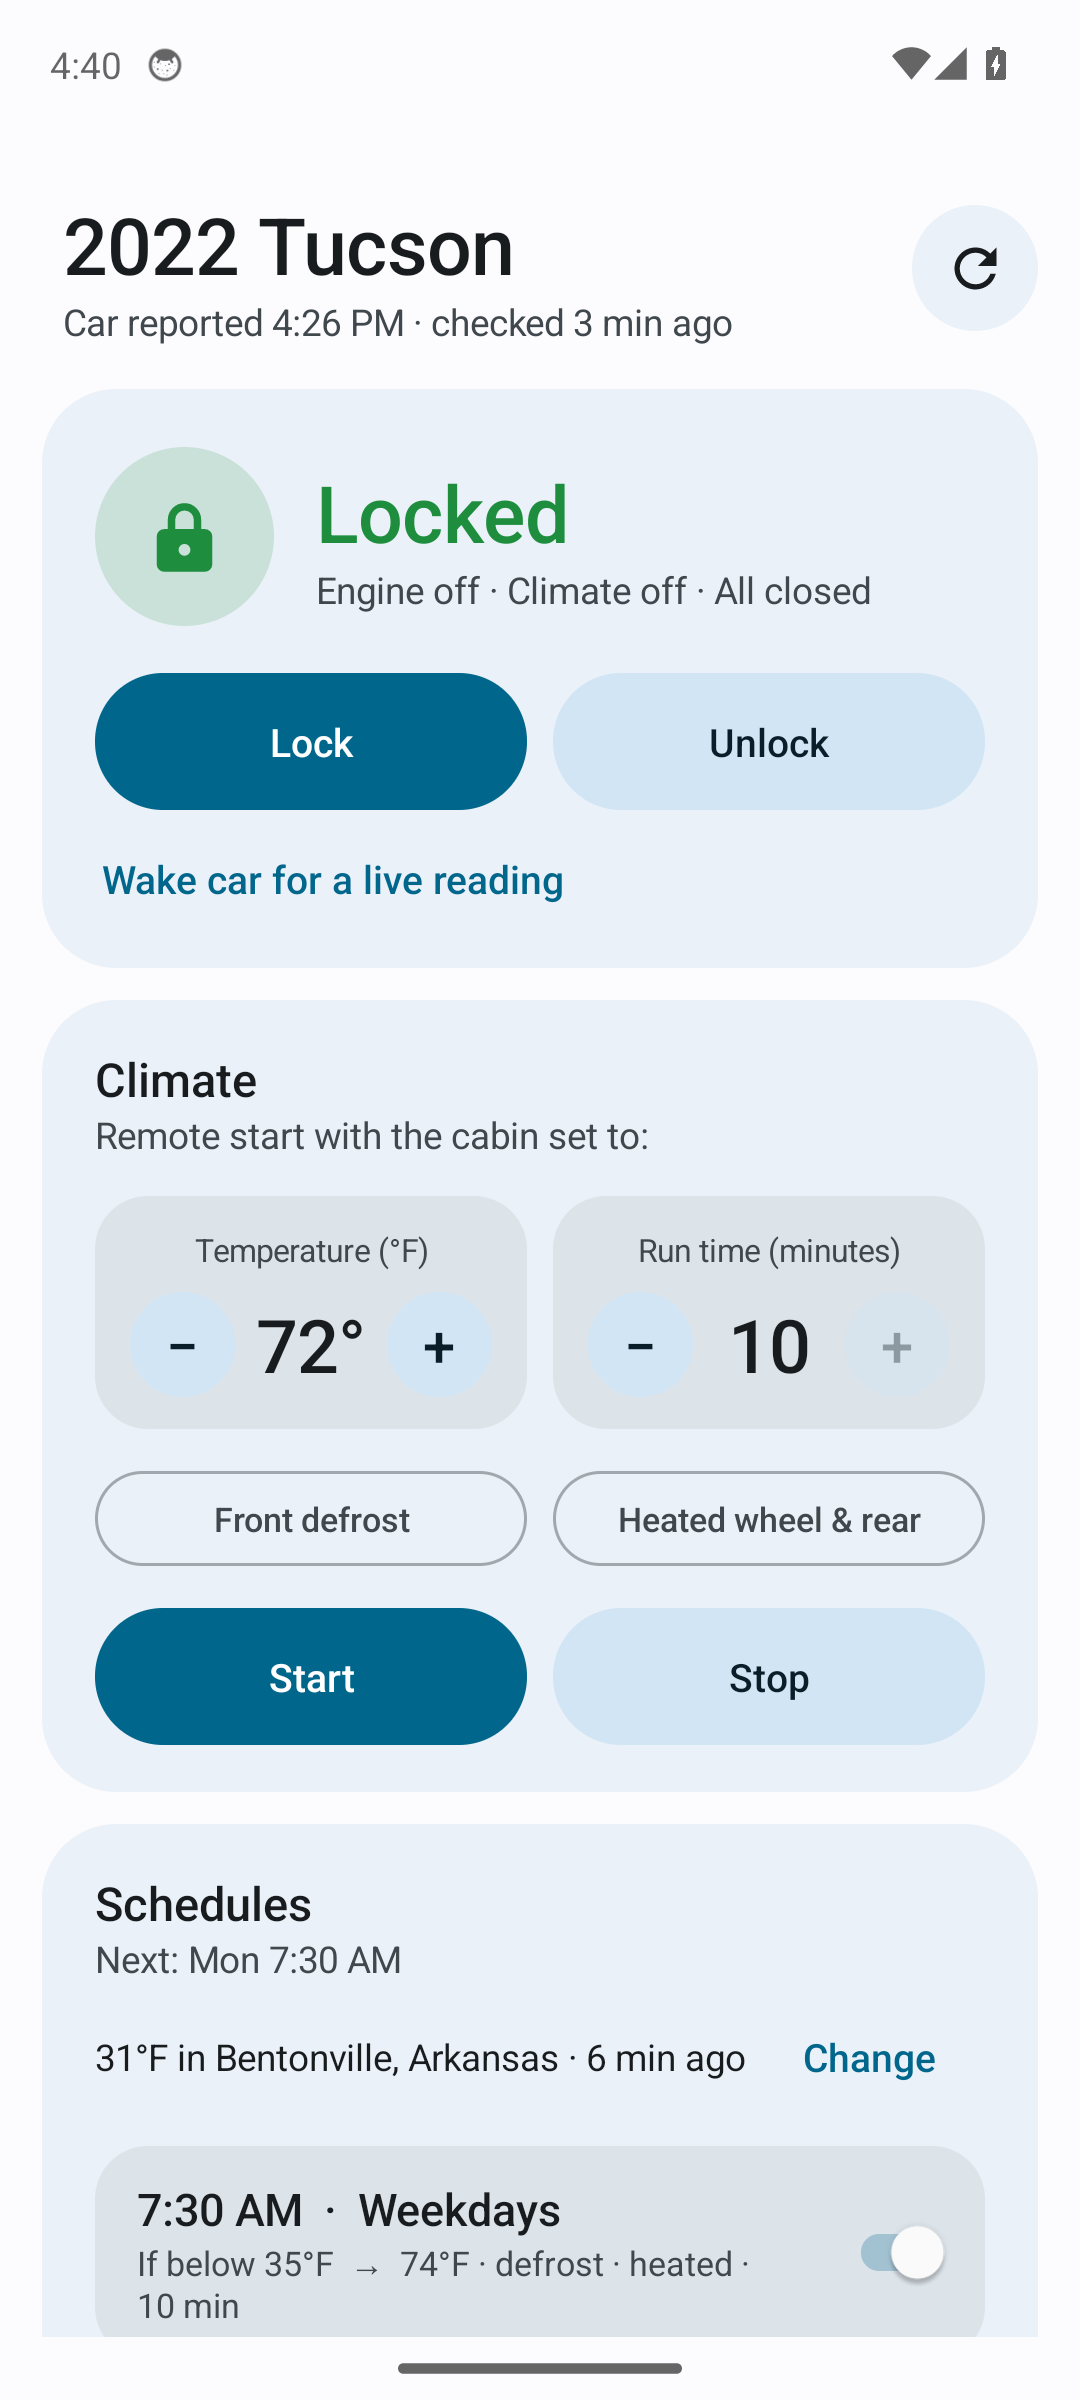 4:40
2022 Tucson
Car reported 4:26 PM · checked 3 min ago
Locked
Engine off · Climate off · All closed
Lock
Unlock
Wake car for a live reading
Climate
Remote start with the cabin set to:
Temperature (°F)
Run time (minutes)
− 72° +
− 10 +
Front defrost
Heated wheel & rear
Start
Stop
Schedules
Next: Mon 7:30 AM
31°F in Bentonville, Arkansas · 6 min ago
Change
7:30 AM · Weekdays
If below 35°F → 74°F · defrost · heated ·
10 min